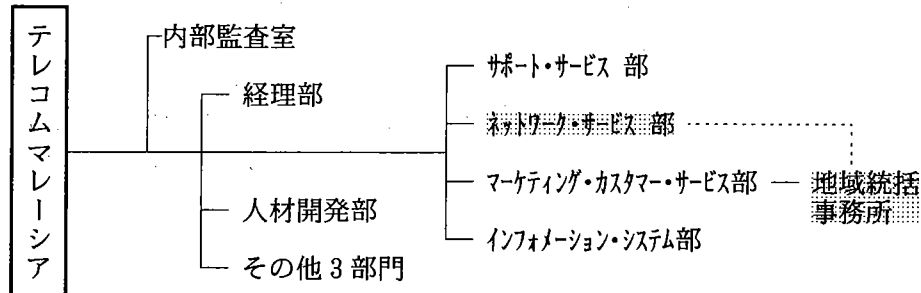 テレコムマレーシア
内部監査室
経理部
人材開発部
その他3部門
サポート・サービス 部
ネットワーク・サービス 部
マーケティング・カスタマー・サービス部
インフォメーション・システム部
地域統括
事務所